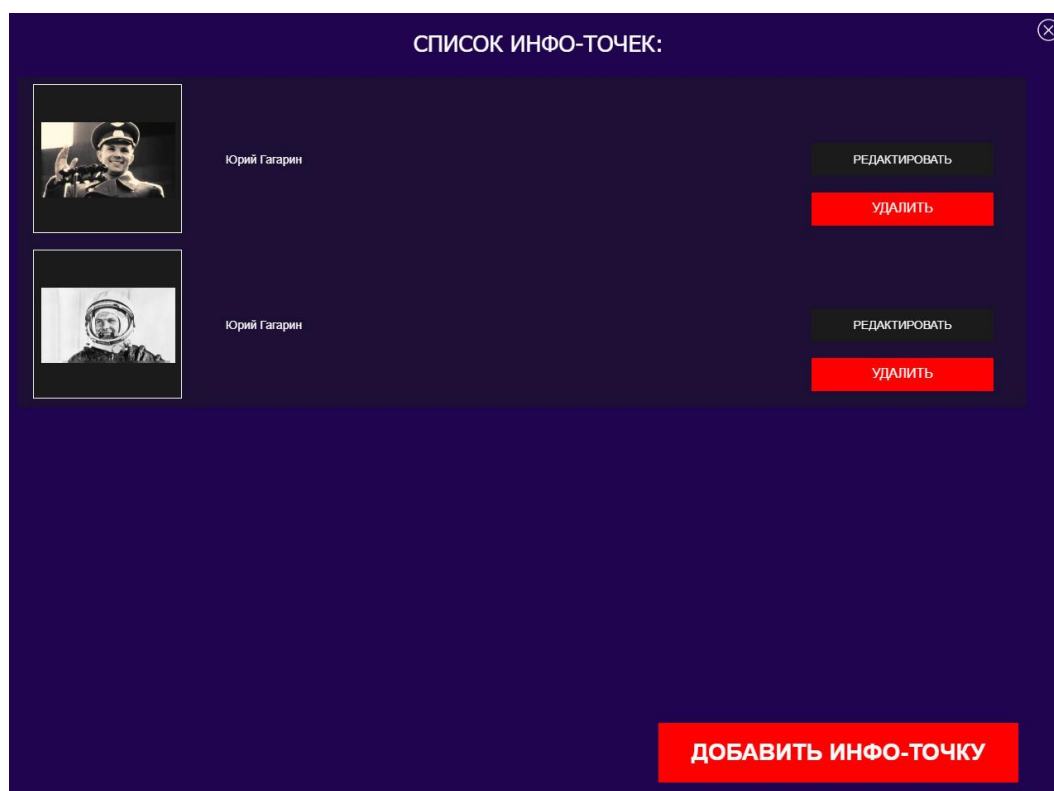 СПИСОК ИНФО-ТОЧЕК:
Юрий Гагарин
РЕДАКТИРОВАТЬ
УДАЛИТЬ
Юрий Гагарин
РЕДАКТИРОВАТЬ
УДАЛИТЬ
ДОБАВИТЬ ИНФО-ТОЧКУ